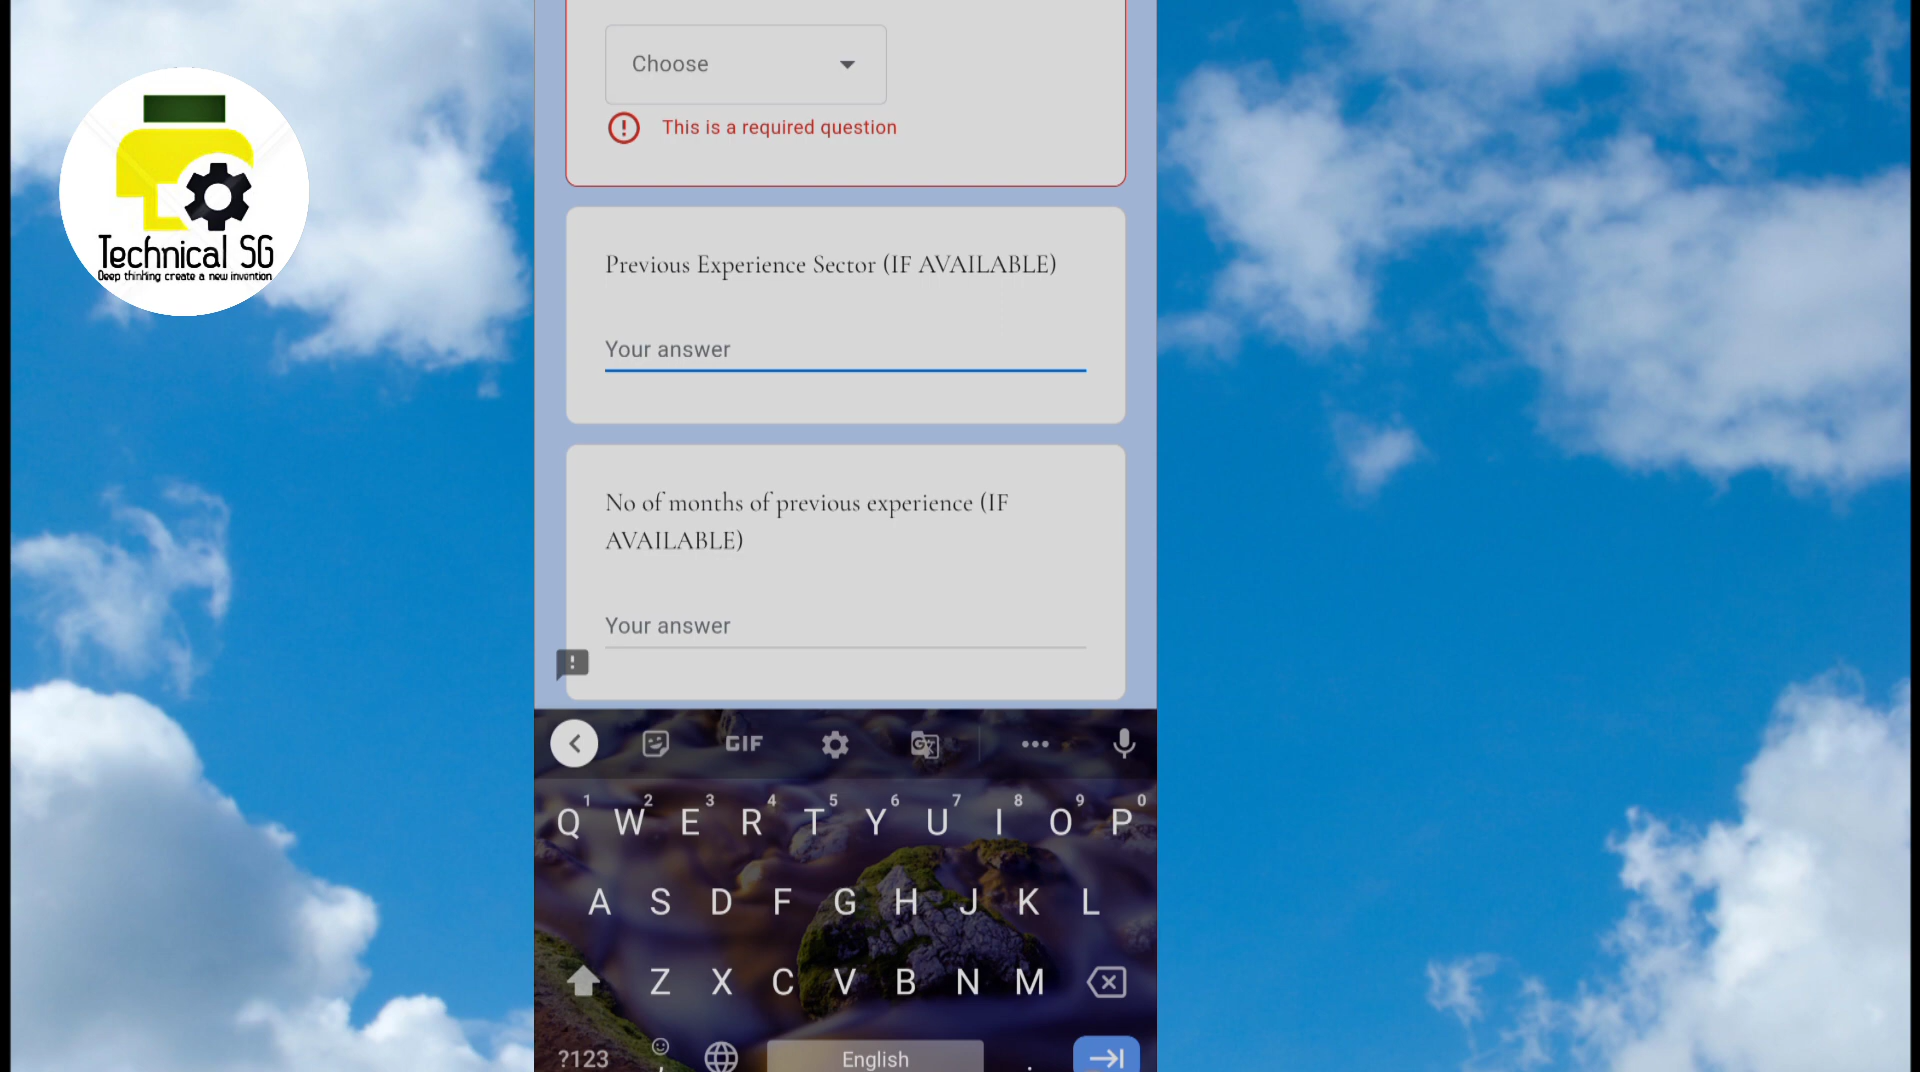 Technical SG
Deep thinking create a new invention
Choose
This is a required question
Previous Experience Sector (IF AVAILABLE)
Your answer
No of months of previous experience (IF
AVAILABLE)
Your answer
GIF
1 2 3 4 5 6 7 8 9 0
Q W E R T Y U I O P
A S D F G H J K L
Z X C V B N M
?123 , English .